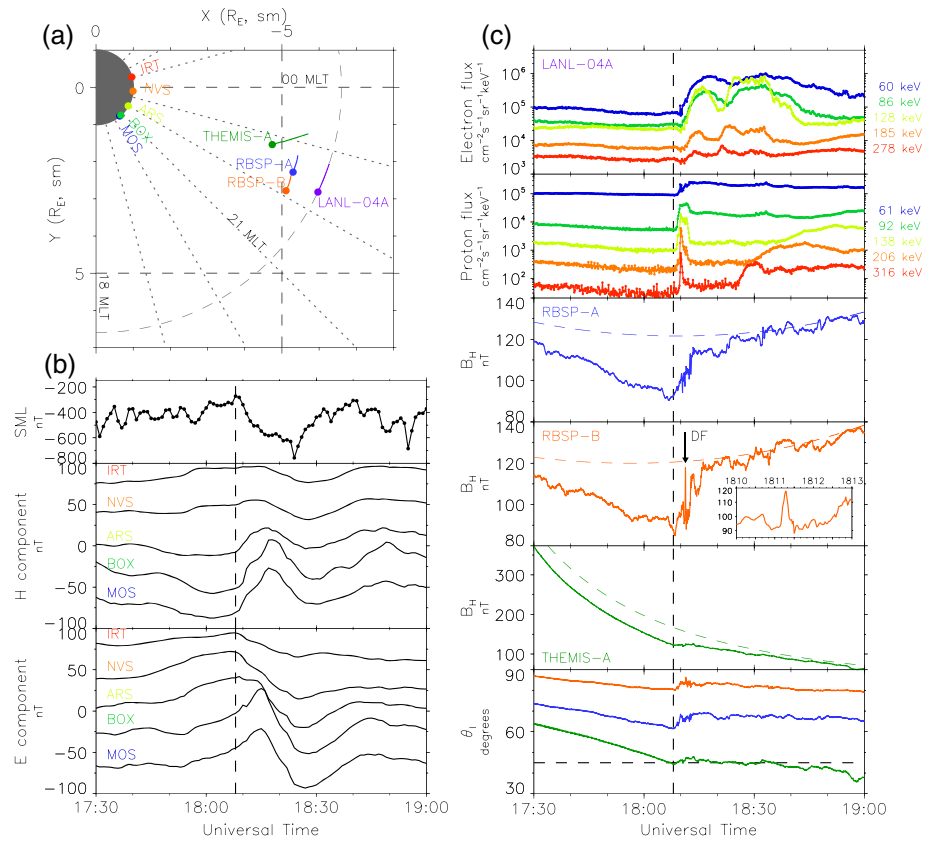 (a)
X (R_E, sm)
0
−5
IRT
NVS
ARS
BOX
MOS
00 MLT
THEMIS-A
RBSP-A
RBSP-B
LANL-04A
21 MLT
18 MLT
Y (R_E, sm)
0
5
(b)
SML
nT
−200
−400
−600
−800
H component
nT
100
50
0
−50
−100
IRT
NVS
ARS
BOX
MOS
E component
nT
100
50
0
−50
−100
IRT
NVS
ARS
BOX
MOS
17:30
18:00
18:30
19:00
Universal Time
(c)
LANL-04A
Electron flux
cm⁻²s⁻¹sr⁻¹keV⁻¹
10⁶
10⁵
10⁴
10³
60 keV
86 keV
128 keV
185 keV
278 keV
Proton flux
cm⁻²s⁻¹sr⁻¹keV⁻¹
10⁵
10⁴
10³
10²
61 keV
92 keV
138 keV
206 keV
316 keV
RBSP-A
B_H
nT
140
120
100
80
RBSP-B
DF
B_H
nT
140
120
100
80
1810 1811 1812 1813
120
110
100
90
B_H
nT
300
200
100
THEMIS-A
θ_I
degrees
90
60
30
17:30
18:00
18:30
19:00
Universal Time